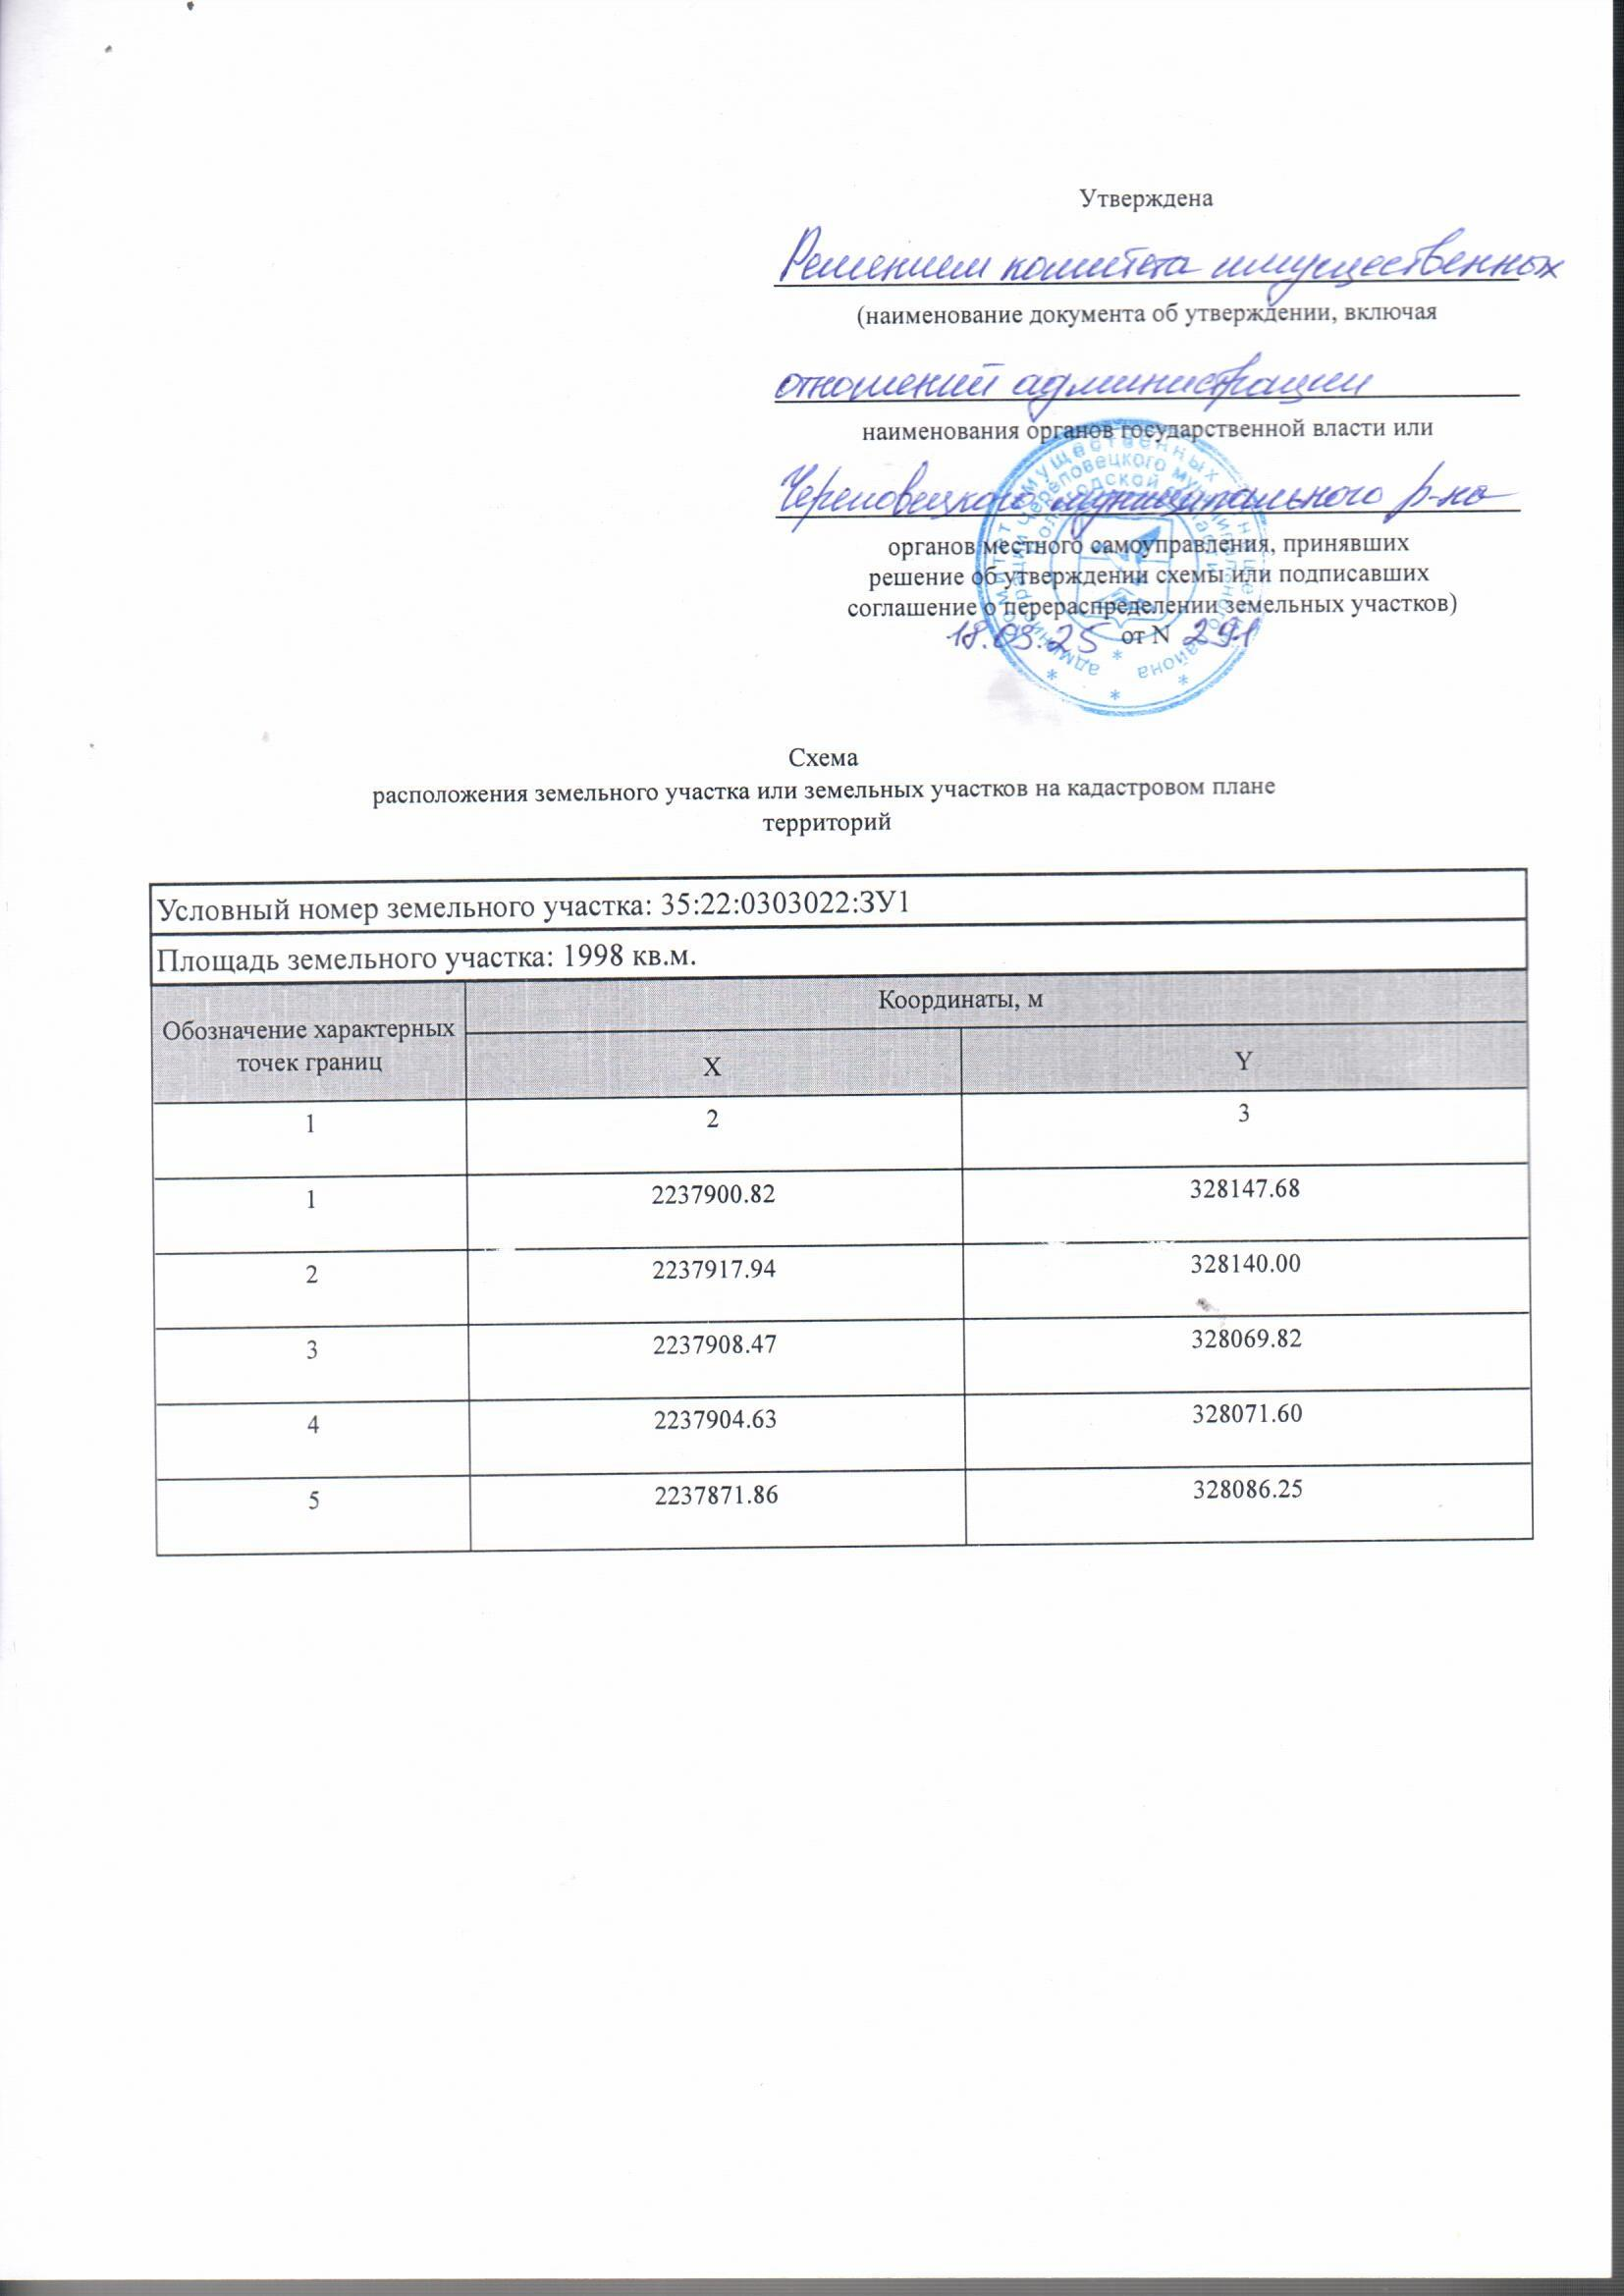 Утверждена
Решением комитета имущественных
(наименование документа об утверждении, включая
отношений администрации
наименования органов государственной власти или
Череповецкого муниципального р-на
органов местного самоуправления, принявших
решение об утверждении схемы или подписавших
соглашение о перераспределении земельных участков)
18.03.25 от N 291
Схема
расположения земельного участка или земельных участков на кадастровом плане
территорий
Условный номер земельного участка: 35:22:0303022:ЗУ1
Площадь земельного участка: 1998 кв.м.
Обозначение характерных
точек границ
Координаты, м
X Y
1 2 3
1 2237900.82 328147.68
2 2237917.94 328140.00
3 2237908.47 328069.82
4 2237904.63 328071.60
5 2237871.86 328086.25